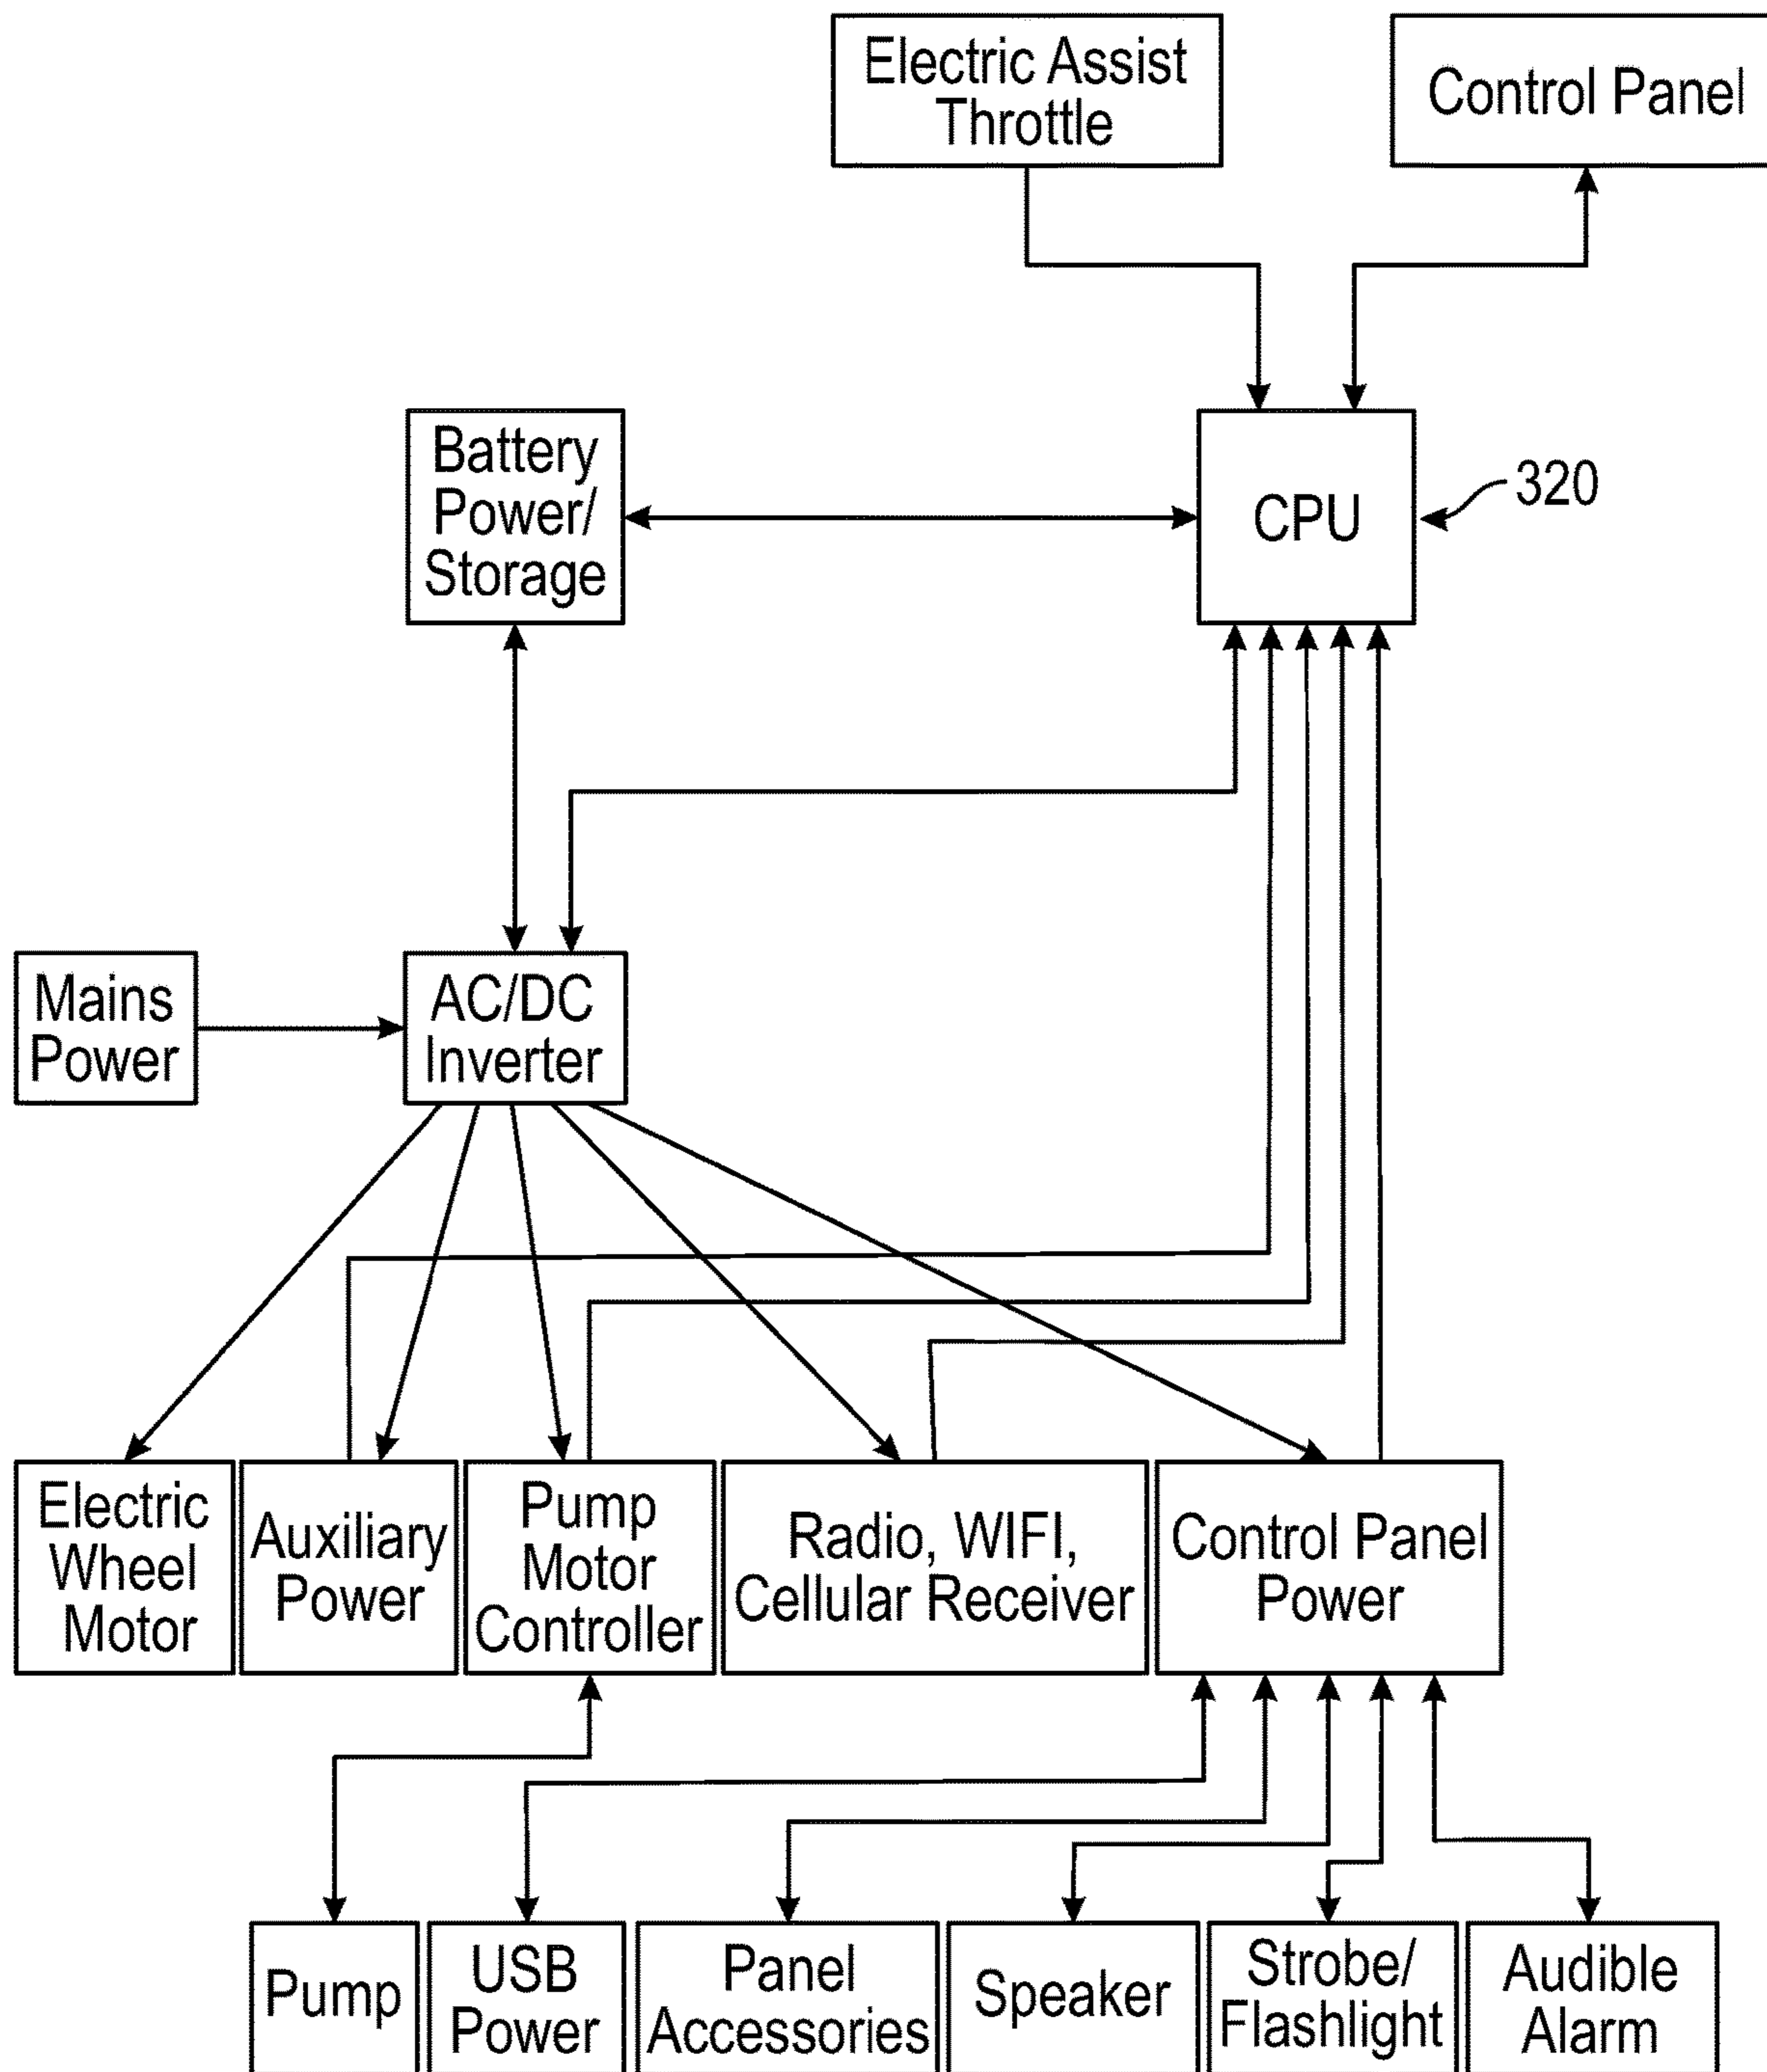 Electric Assist
Throttle
Control Panel
Battery
Power/
Storage
CPU
320
Mains
Power
AC/DC
Inverter
Electric
Wheel
Motor
Auxiliary
Power
Pump
Motor
Controller
Radio, WIFI,
Cellular Receiver
Control Panel
Power
Pump
USB
Power
Panel
Accessories
Speaker
Strobe/
Flashlight
Audible
Alarm